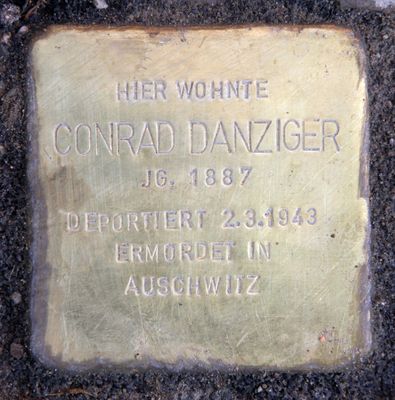 HIER WOHNTE
CONRAD DANZIGER
JG. 1887
DEPORTIERT 2.3.1943
ERMORDET IN
AUSCHWITZ